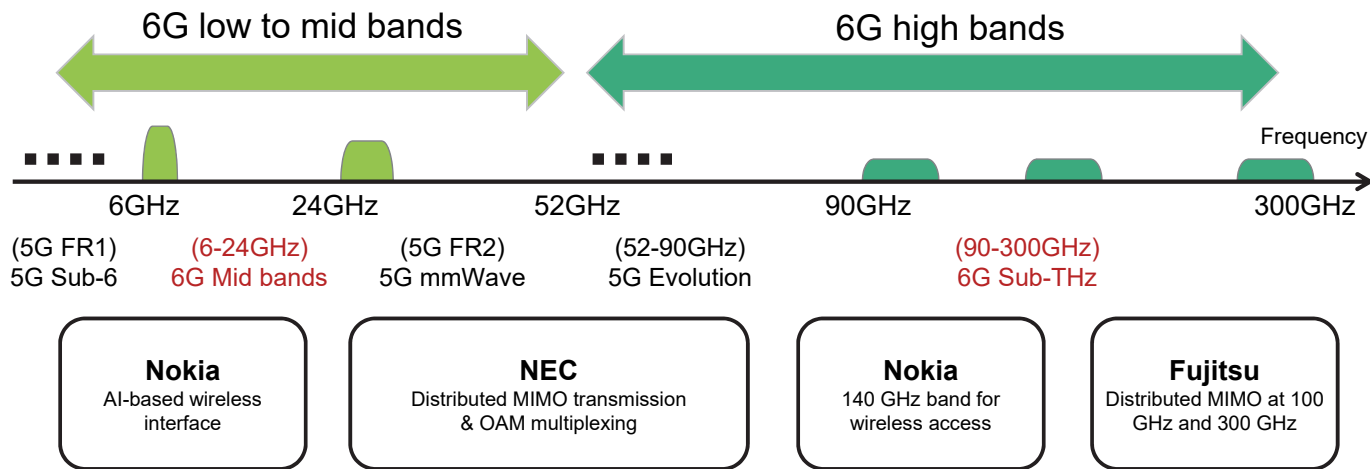 6G low to mid bands
6G high bands
Frequency
6GHz
24GHz
52GHz
90GHz
300GHz
(5G FR1)
5G Sub-6
(6-24GHz)
6G Mid bands
(5G FR2)
5G mmWave
(52-90GHz)
5G Evolution
(90-300GHz)
6G Sub-THz
Nokia
AI-based wireless
interface
NEC
Distributed MIMO transmission
& OAM multiplexing
Nokia
140 GHz band for
wireless access
Fujitsu
Distributed MIMO at 100
GHz and 300 GHz